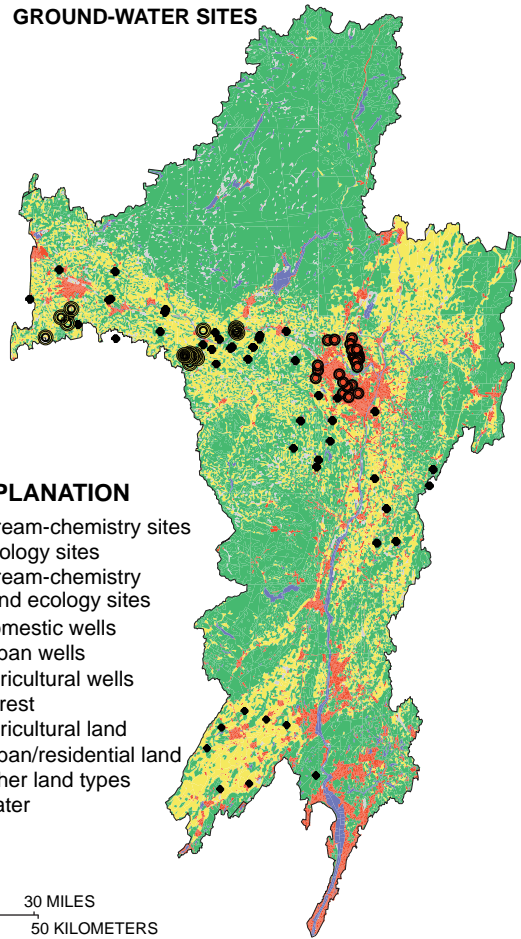 GROUND-WATER SITES
PLANATION
ream-chemistry sites
ology sites
ream-chemistry
nd ecology sites
omestic wells
ban wells
ricultural wells
rest
ricultural land
ban/residential land
her land types
ater
30 MILES
50 KILOMETERS